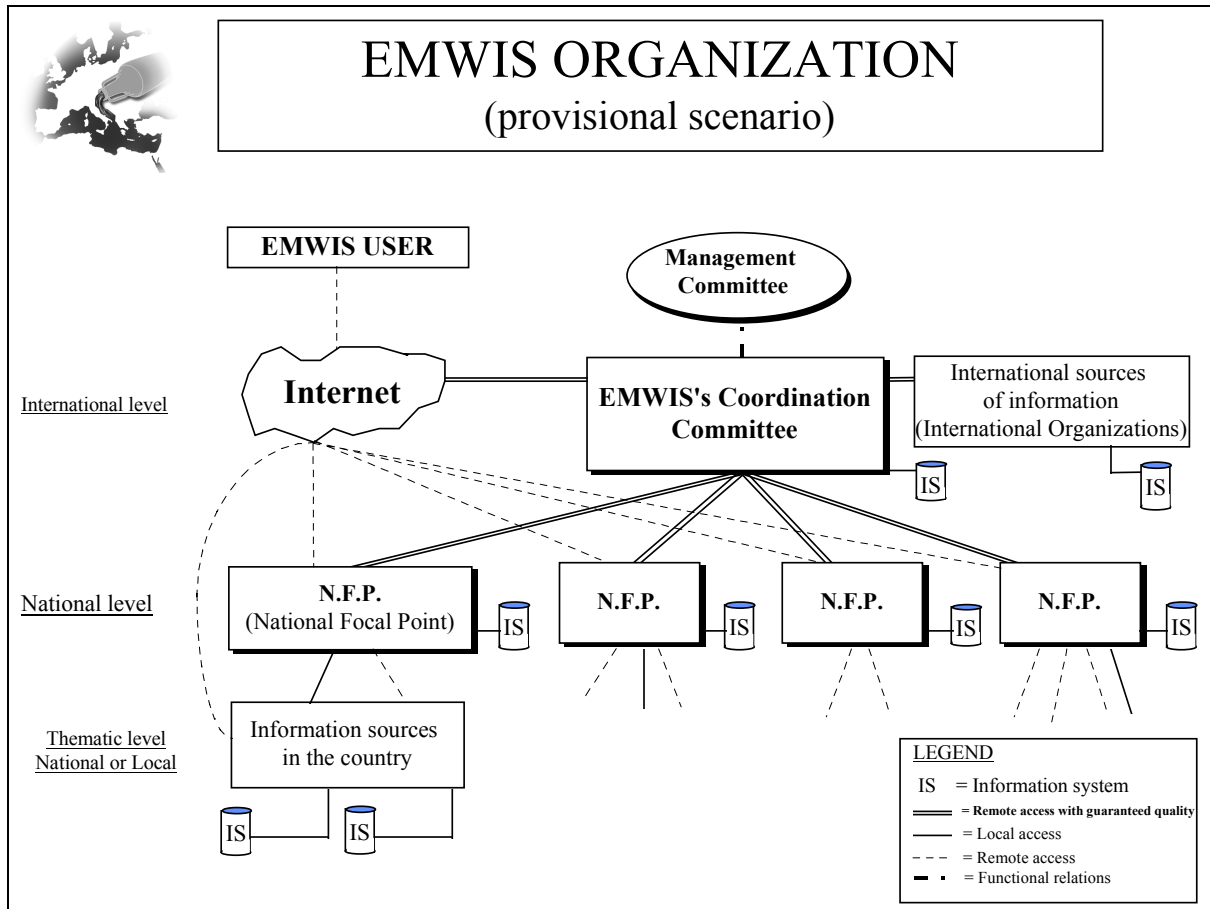 EMWIS ORGANIZATION
(provisional scenario)
EMWIS USER
Management
Committee
Internet
EMWIS's Coordination
Committee
International sources
of information
(International Organizations)
International level
IS
IS
National level
N.F.P.
(National Focal Point)
IS
N.F.P.
IS
N.F.P.
IS
N.F.P.
IS
Thematic level
National or Local
Information sources
in the country
IS
IS
LEGEND
IS = Information system
= Remote access with guaranteed quality
= Local access
= Remote access
= Functional relations